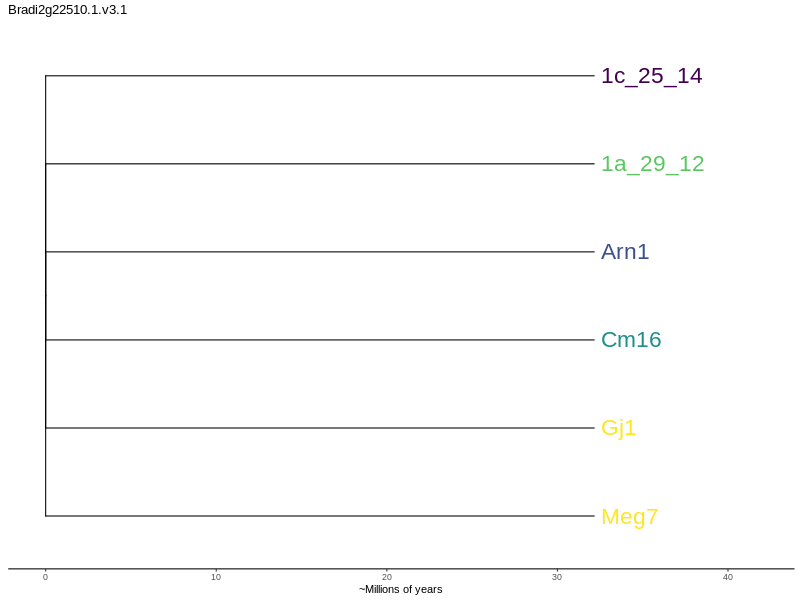 Bradi2g22510.1.v3.1
1c_25_14
1a_29_12
Arn1
Cm16
Gj1
Meg7
0 10 20 30 40
~Millions of years